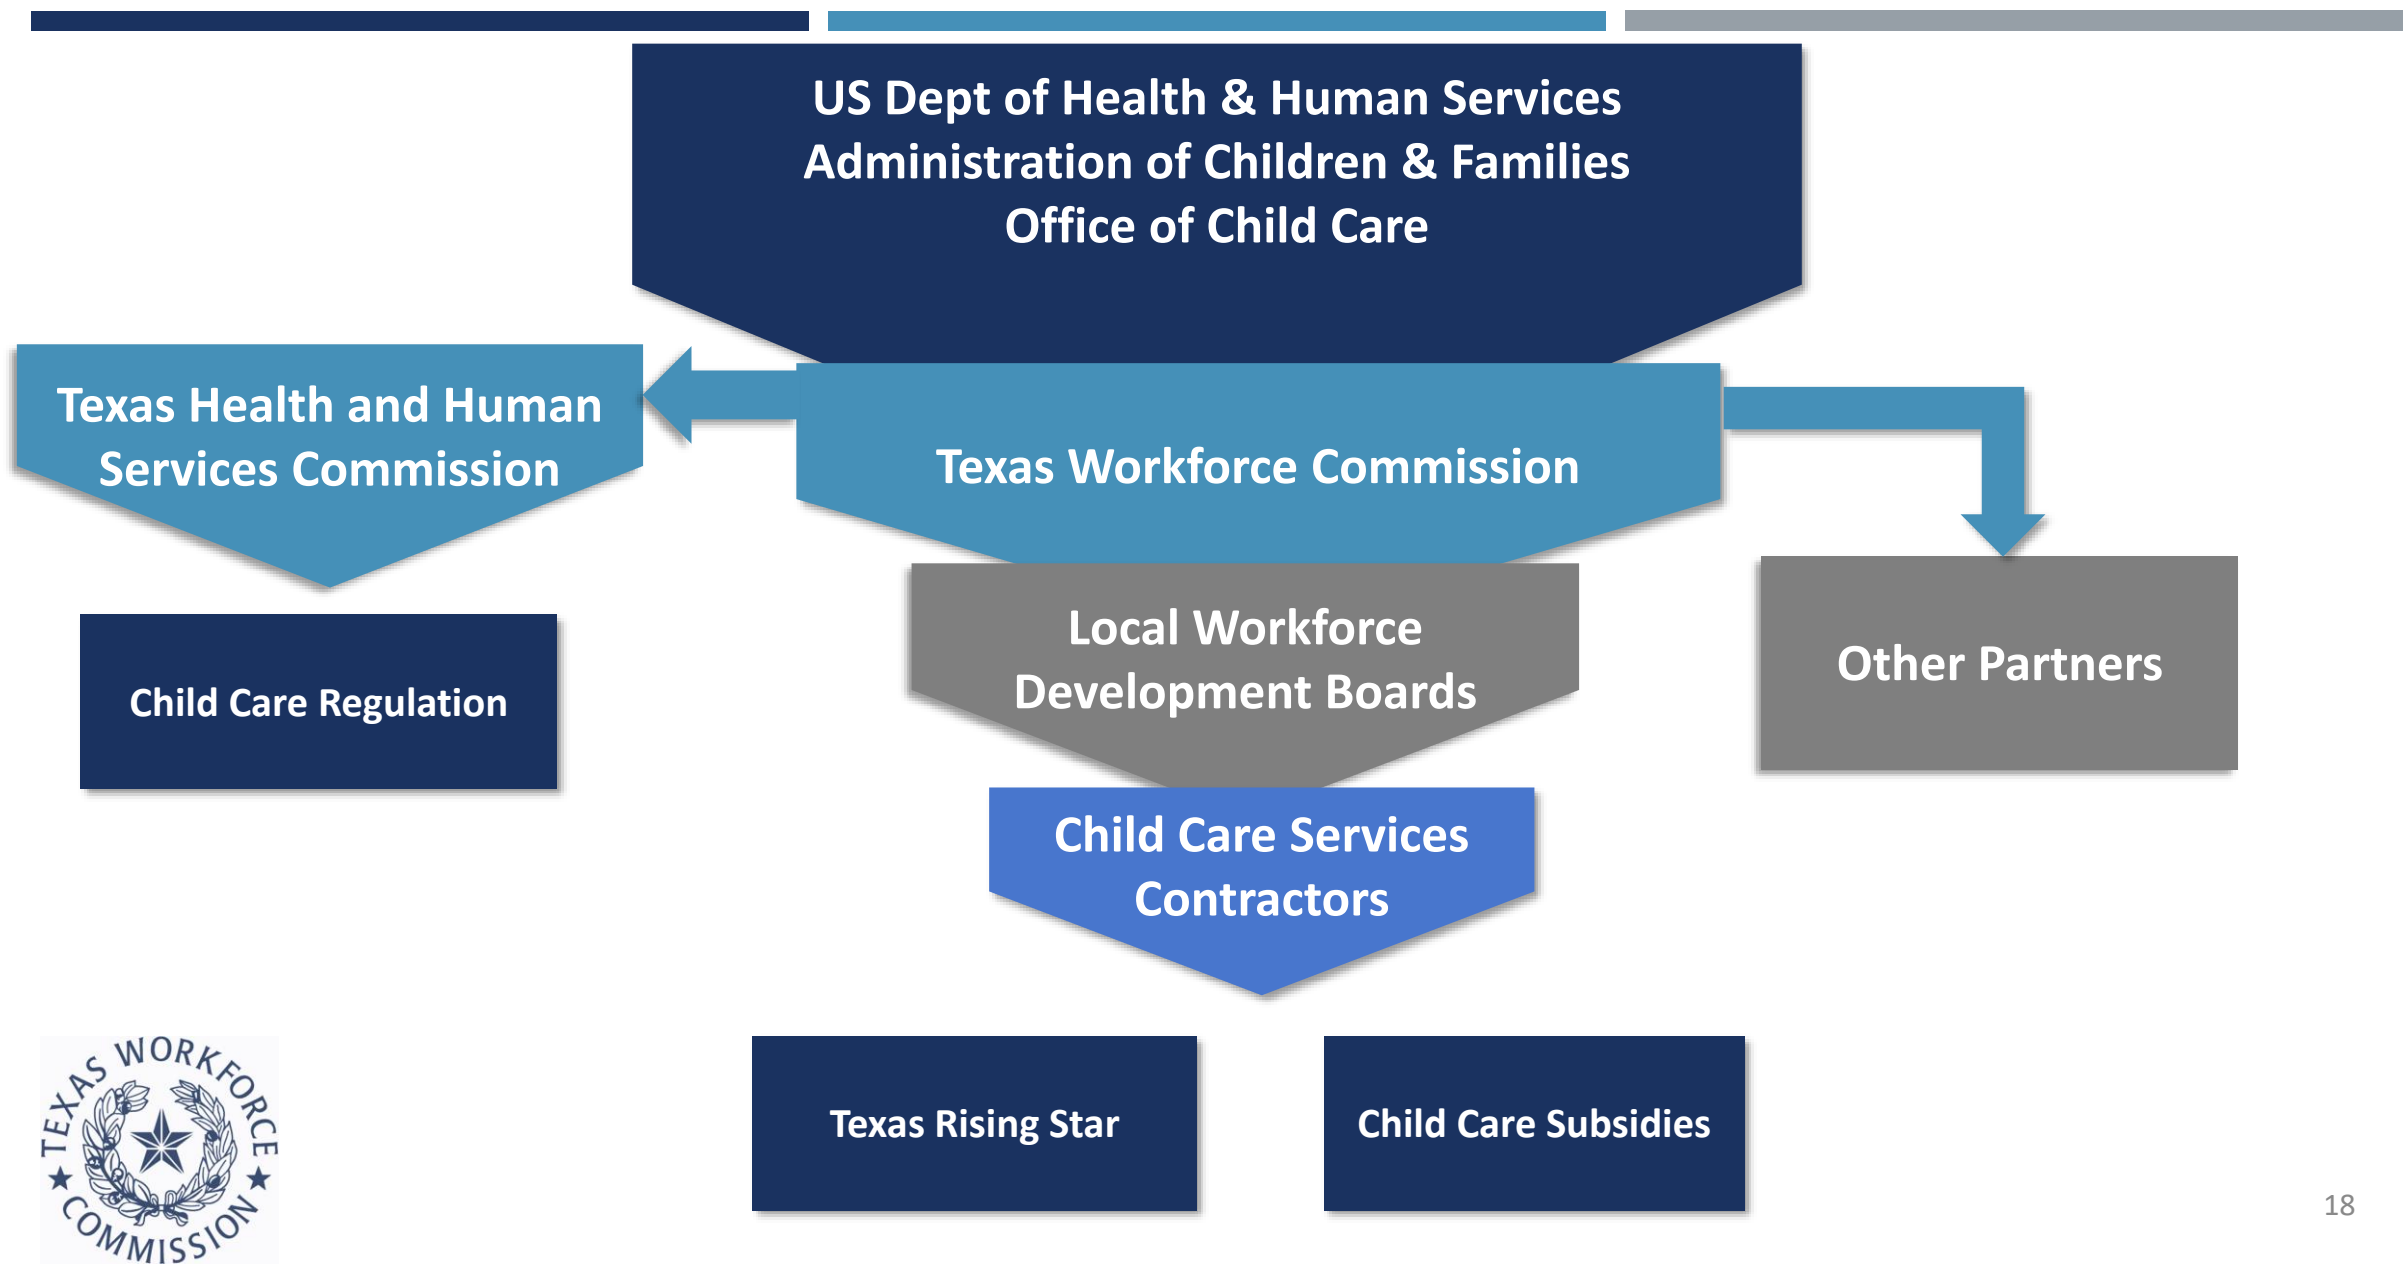 US Dept of Health & Human Services
Administration of Children & Families
Office of Child Care
Texas Health and Human
Services Commission
Texas Workforce Commission
Local Workforce
Development Boards
Other Partners
Child Care Regulation
Child Care Services
Contractors
Texas Rising Star
Child Care Subsidies
TEXAS WORKFORCE
COMMISSION
18